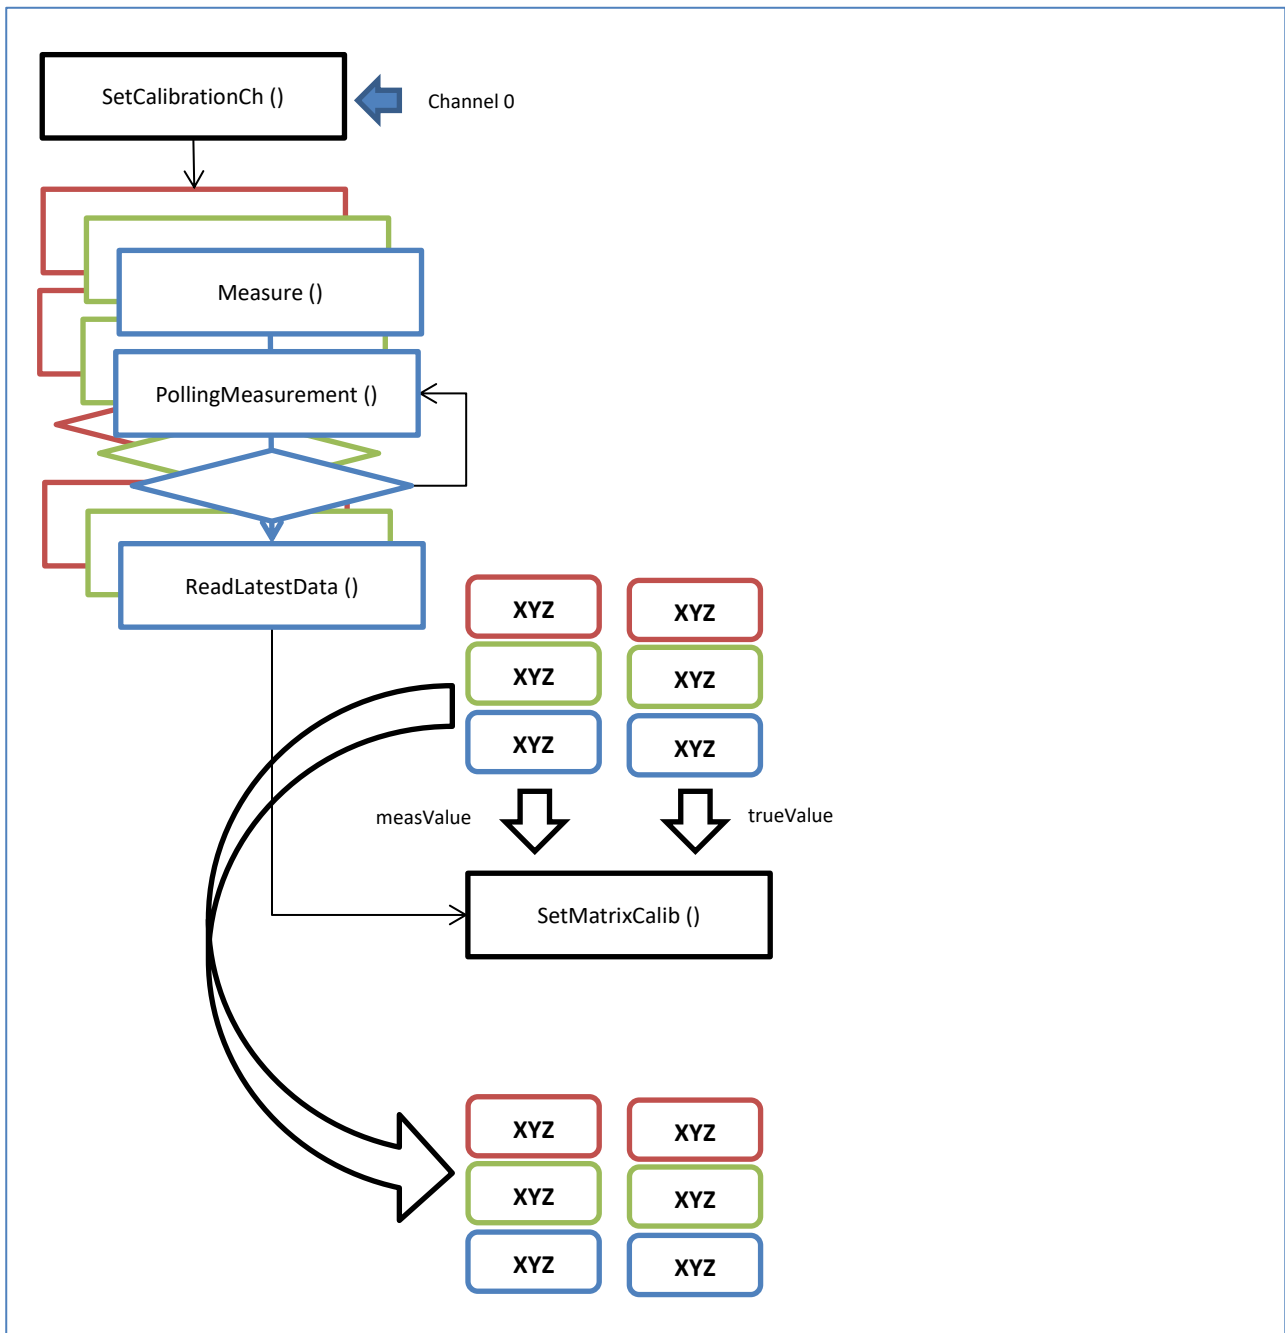 SetCalibrationCh ()
Channel 0
Measure ()
PollingMeasurement ()
ReadLatestData ()
XYZ XYZ
XYZ XYZ
XYZ XYZ
measValue trueValue
SetMatrixCalib ()
XYZ XYZ
XYZ XYZ
XYZ XYZ